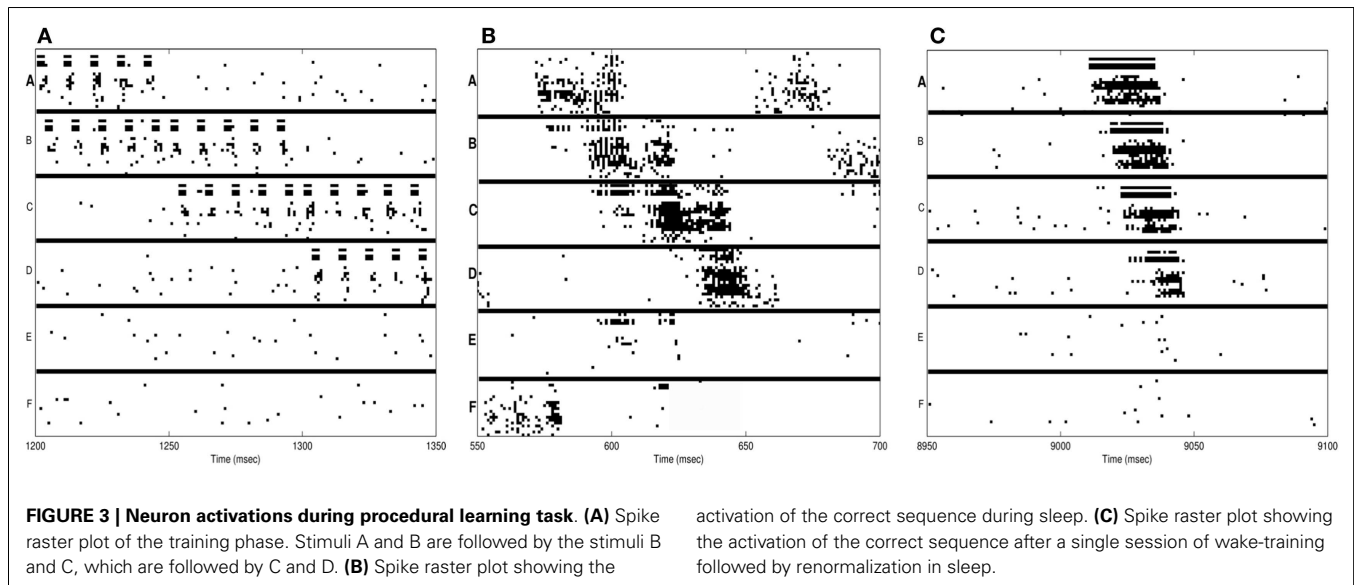 A
B
C
A
B
C
D
E
F
1200
1250
1300
1350
Time (msec)
A
B
C
D
E
F
550
600
650
700
Time (msec)
A
B
C
D
E
F
8950
9000
9050
9100
Time (msec)
FIGURE 3 | Neuron activations during procedural learning task. (A) Spike
raster plot of the training phase. Stimuli A and B are followed by the stimuli B
and C, which are followed by C and D. (B) Spike raster plot showing the
activation of the correct sequence during sleep. (C) Spike raster plot showing
the activation of the correct sequence after a single session of wake-training
followed by renormalization in sleep.